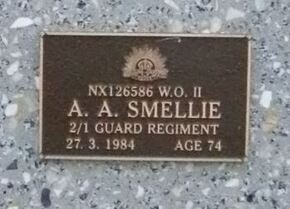 NX126586 W.O. II
A. A. SMELLIE
2/1 GUARD REGIMENT
27. 3. 1984 AGE 74